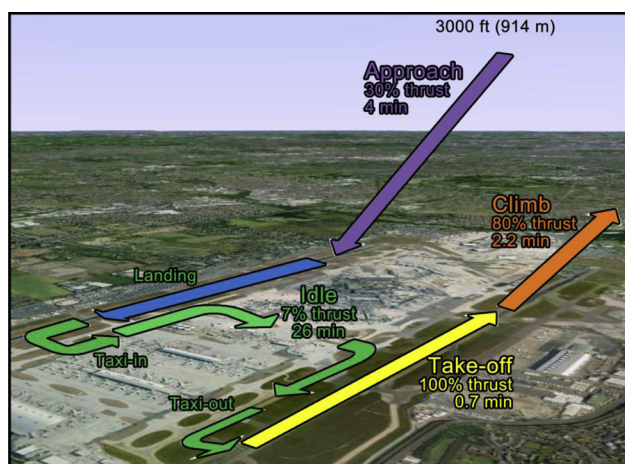 3000 ft (914 m)
Approach
30% thrust
4 min
Climb
80% thrust
2.2 min
Landing
Idle
7% thrust
26 min
Taxi-in
Take-off
100% thrust
0.7 min
Taxi-out